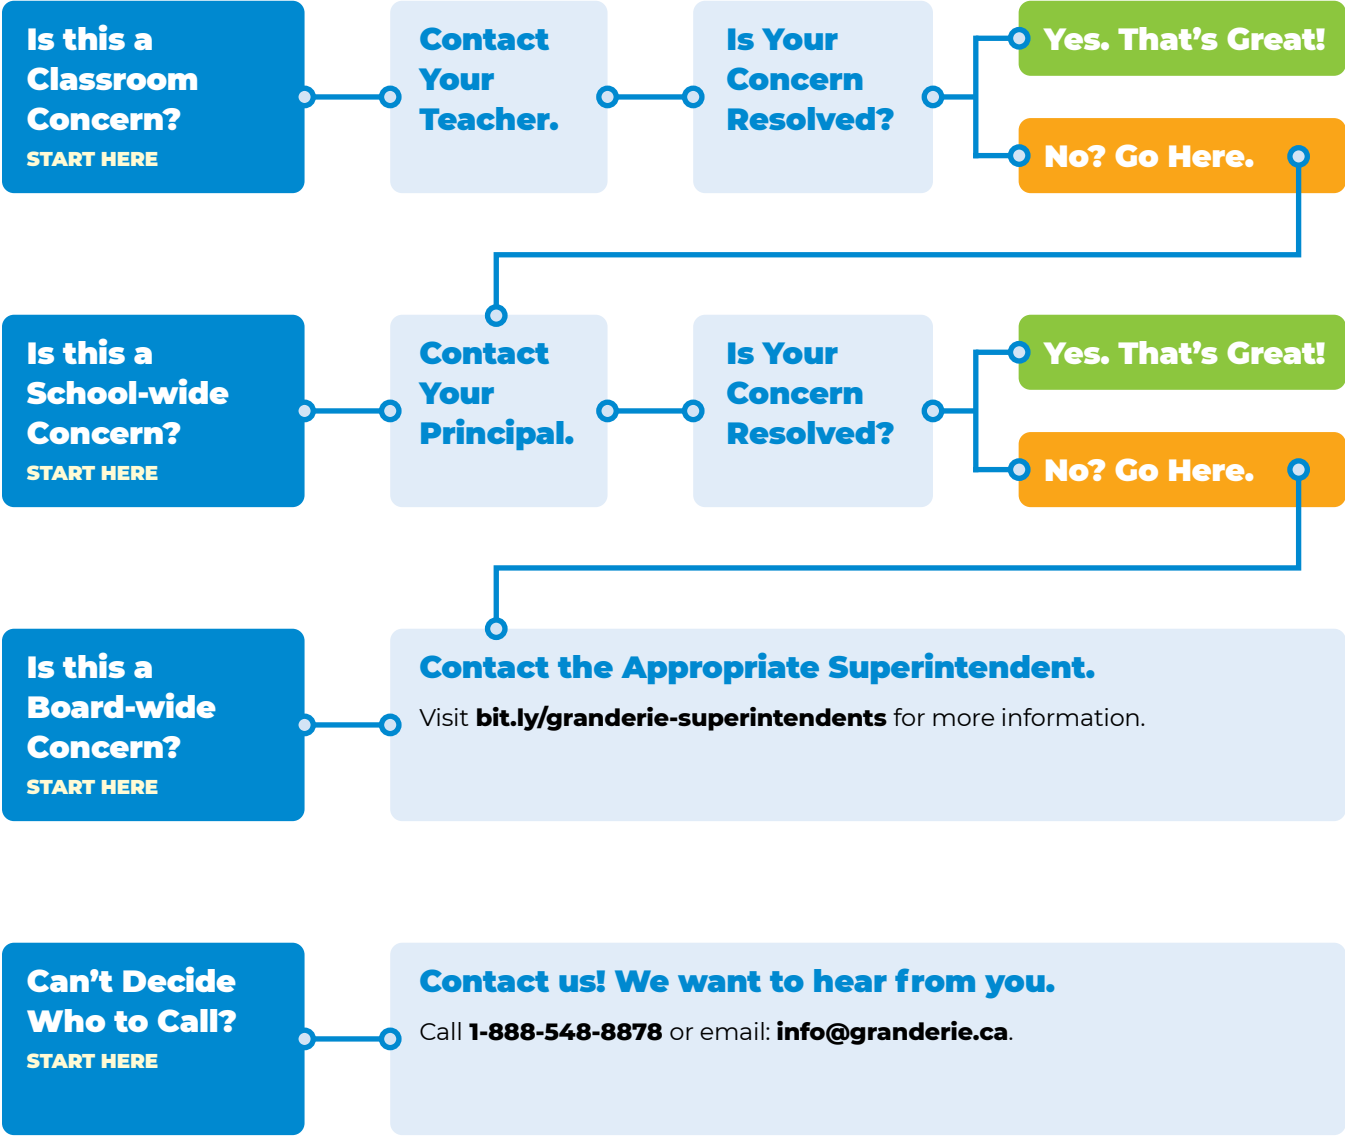 Is this a
Classroom
Concern?
START HERE
Contact
Your
Teacher.
Is Your
Concern
Resolved?
Yes. That's Great!
No? Go Here.
Is this a
School-wide
Concern?
START HERE
Contact
Your
Principal.
Is Your
Concern
Resolved?
Yes. That's Great!
No? Go Here.
Is this a
Board-wide
Concern?
START HERE
Contact the Appropriate Superintendent.
Visit bit.ly/granderie-superintendents for more information.
Can't Decide
Who to Call?
START HERE
Contact us! We want to hear from you.
Call 1-888-548-8878 or email: info@granderie.ca.